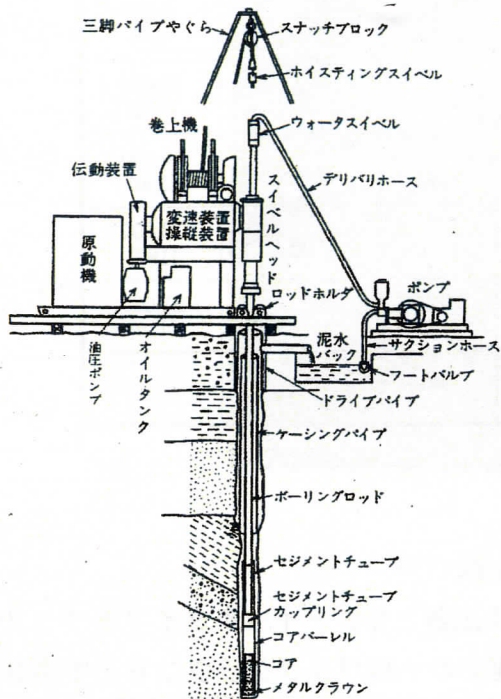 三脚パイプやぐら
スナッチブロック
ホイスティングスイベル
巻上機
ウォータスイベル
伝動装置
スイベルヘッド
デリバリホース
変速装置
操縦装置
原動機
ロッドホルダ
ポンプ
油圧ポンプ
オイルタンク
泥水
バック
サクションホース
フートバルブ
ドライブパイプ
ケーシングパイプ
ボーリングロッド
セジメントチューブ
セジメントチューブ
カップリング
コアバーレル
コア
メタルクラウン